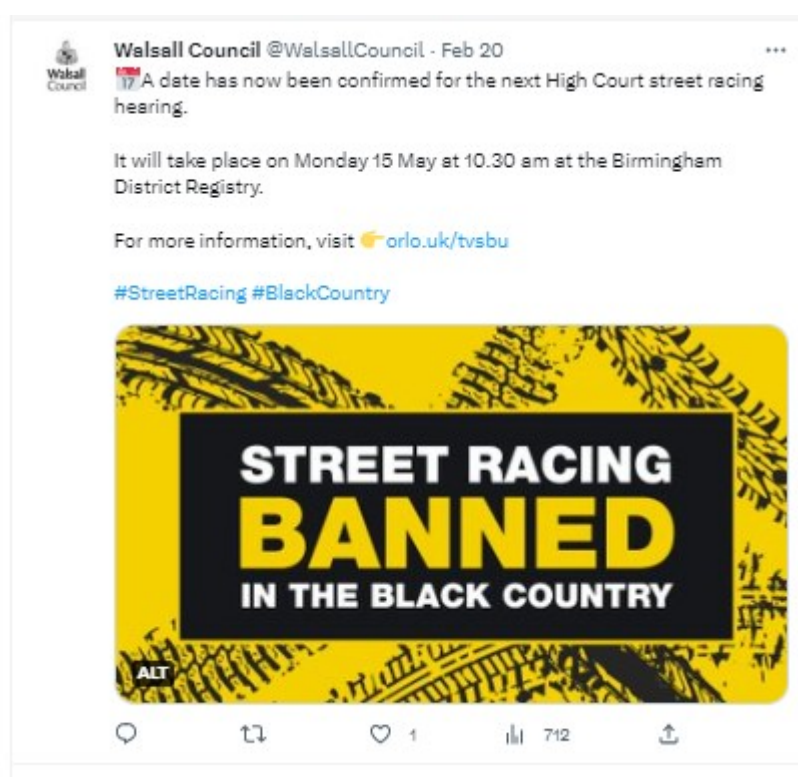 Walsall Council @WalsallCouncil · Feb 20
Walsall
Council
📅A date has now been confirmed for the next High Court street racing
hearing.
It will take place on Monday 15 May at 10.30 am at the Birmingham
District Registry.
For more information, visit 👉orlo.uk/tvsbu
#StreetRacing #BlackCountry
STREET RACING
BANNED
IN THE BLACK COUNTRY
ALT
1 712